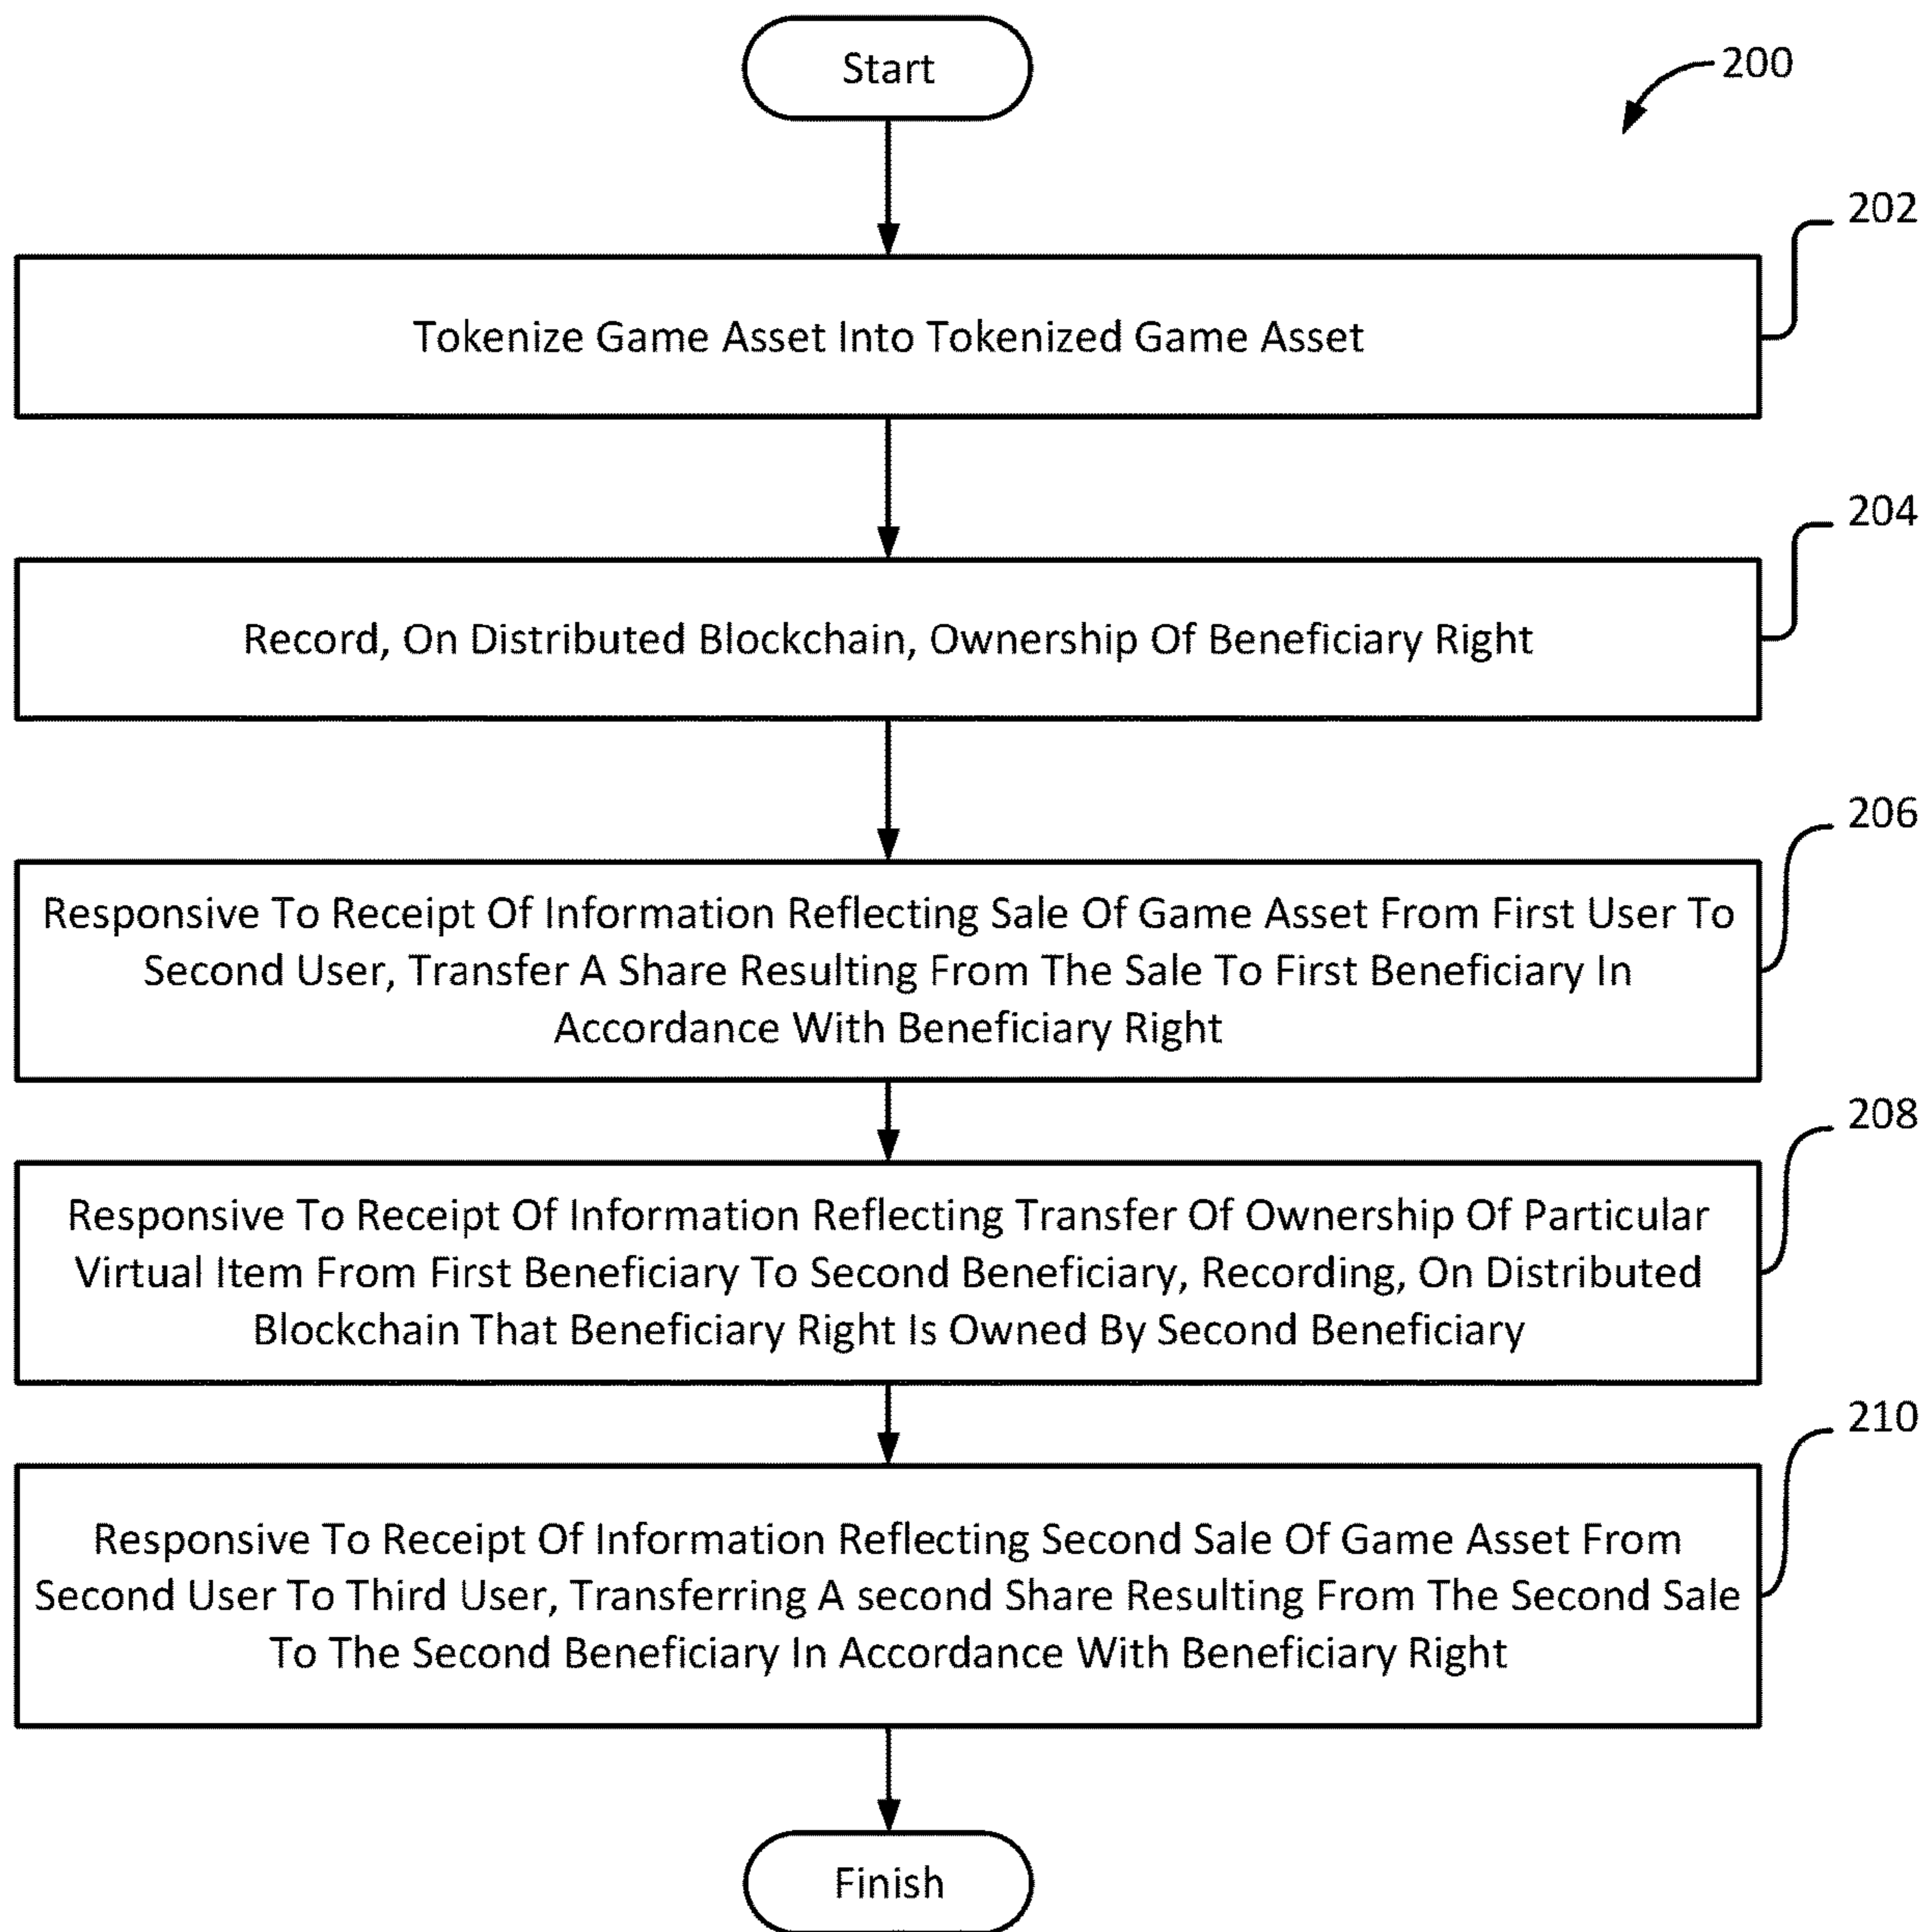 Start
200
202
Tokenize Game Asset Into Tokenized Game Asset
204
Record, On Distributed Blockchain, Ownership Of Beneficiary Right
206
Responsive To Receipt Of Information Reflecting Sale Of Game Asset From First User To
Second User, Transfer A Share Resulting From The Sale To First Beneficiary In
Accordance With Beneficiary Right
208
Responsive To Receipt Of Information Reflecting Transfer Of Ownership Of Particular
Virtual Item From First Beneficiary To Second Beneficiary, Recording, On Distributed
Blockchain That Beneficiary Right Is Owned By Second Beneficiary
210
Responsive To Receipt Of Information Reflecting Second Sale Of Game Asset From
Second User To Third User, Transferring A second Share Resulting From The Second Sale
To The Second Beneficiary In Accordance With Beneficiary Right
Finish